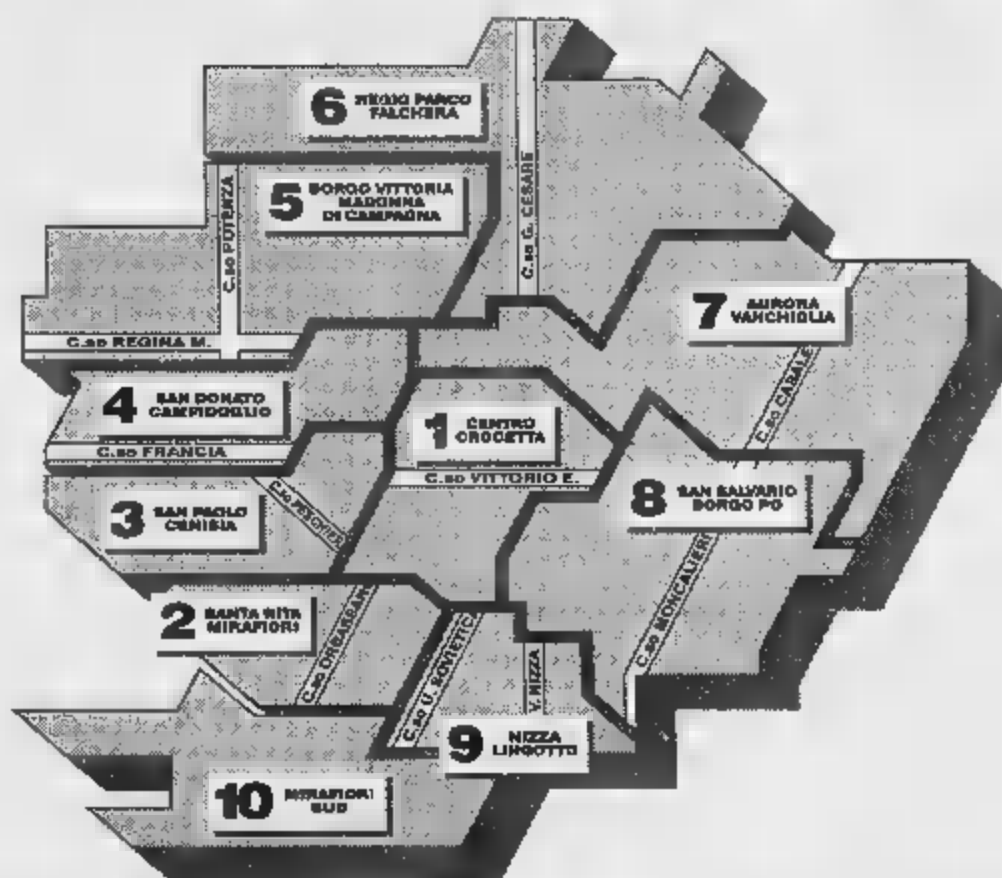 6 REGIO PARCO
FALCHERA
5 BORGO VITTORIA
MADONNA
DI CAMPAGNA
C.so POTENZA
C.so G. CESARE
7 AURORA
VANCHIGLIA
C.so REGINA M.
4 SAN DONATO
CAMPIDOGLIO
C.so CASALE
1 CENTRO
CROCETTA
C.so FRANCIA
C.so VITTORIO E.
8 SAN SALVARIO
BORGO PO
3 SAN PAOLO
CENISIA
C.so PESCHIERA
C.so MONCALIERI
2 SANTA RITA
MIRAFIORI
C.so ORBASSAN
C.so U. SOVIETIC
V. NIZZA
9 NIZZA
LINGOTTO
10 MIRAFIORI
SUD